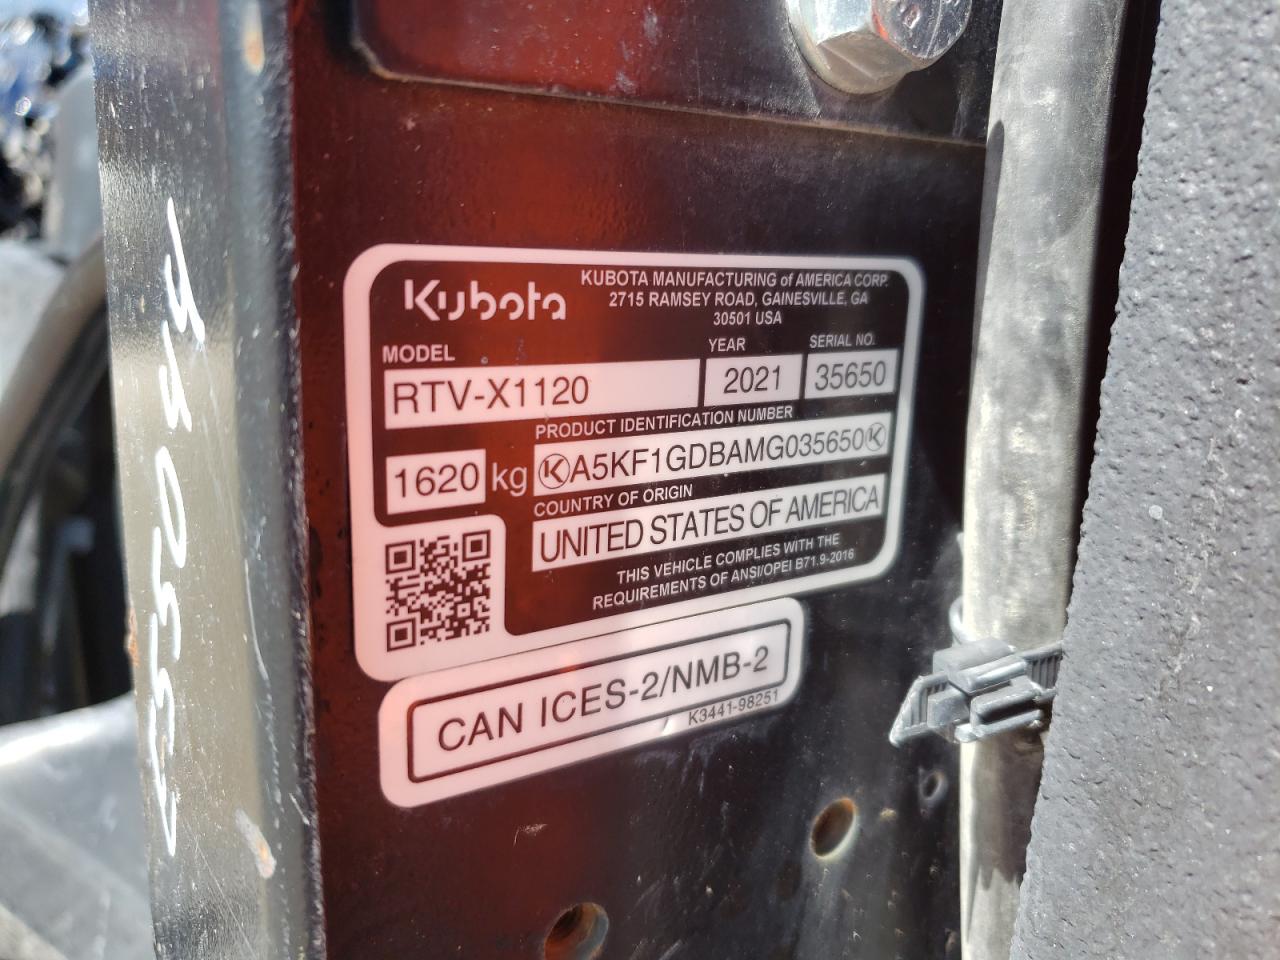 Kubota
KUBOTA MANUFACTURING of AMERICA CORP.
2715 RAMSEY ROAD, GAINESVILLE, GA
30501 USA
MODEL YEAR SERIAL NO.
RTV-X1120 2021 35650
PRODUCT IDENTIFICATION NUMBER
1620 kg ⓀA5KF1GDBAMG035650Ⓚ
COUNTRY OF ORIGIN
UNITED STATES OF AMERICA
THIS VEHICLE COMPLIES WITH THE
REQUIREMENTS OF ANSI/OPEI B71.9-2016
CAN ICES-2/NMB-2
K3441-98251